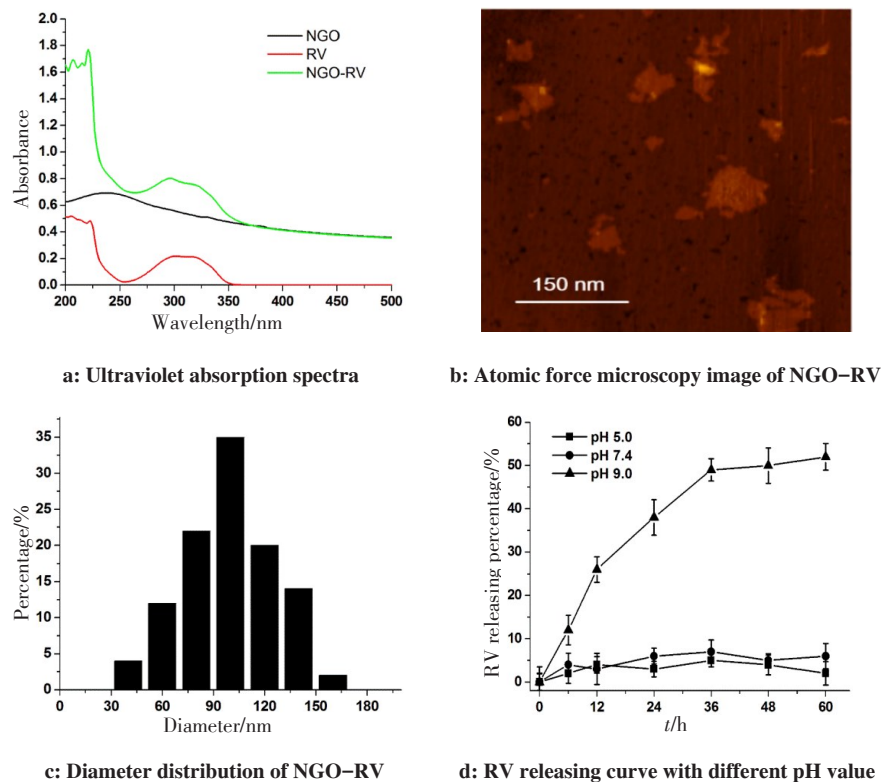 2.0
1.8
1.6
1.4
1.2
1.0
0.8
0.6
0.4
0.2
0.0
Absorbance
NGO
RV
NGO-RV
200 250 300 350 400 450 500
Wavelength/nm
a: Ultraviolet absorption spectra
150 nm
b: Atomic force microscopy image of NGO−RV
35
30
25
20
15
10
5
0
Percentage/%
0 30 60 90 120 150 180
Diameter/nm
c: Diameter distribution of NGO−RV
60
50
40
30
20
10
0
RV releasing percentage/%
pH 5.0
pH 7.4
pH 9.0
0 12 24 36 48 60
t/h
d: RV releasing curve with different pH value